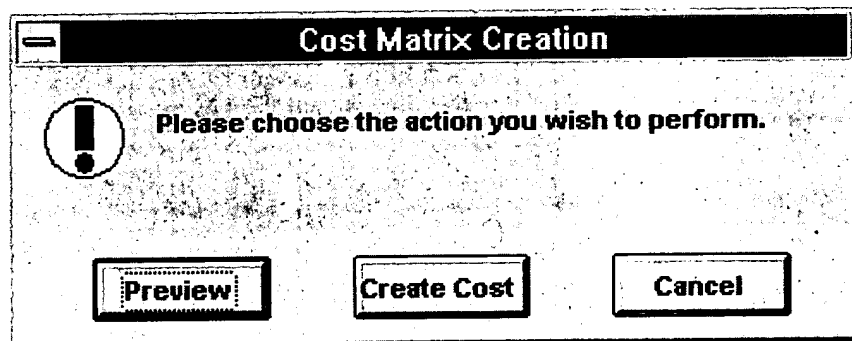 Cost Matrix Creation
Please choose the action you wish to perform.
Preview
Create Cost
Cancel